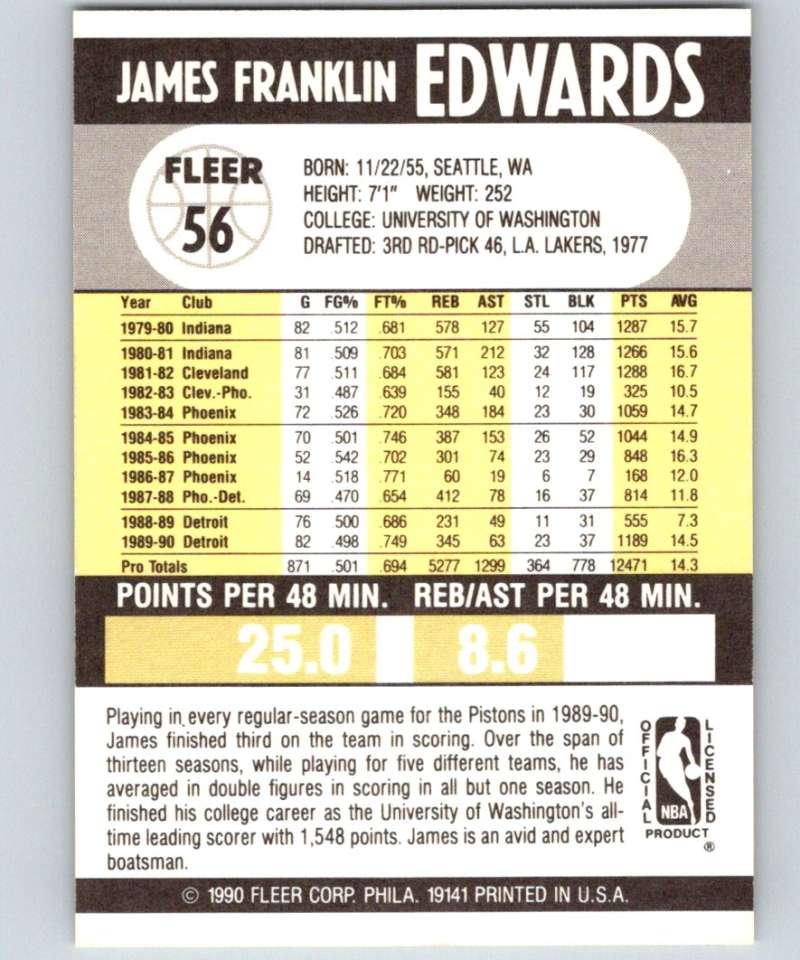 JAMES FRANKLIN EDWARDS
FLEER
56
BORN: 11/22/55, SEATTLE, WA
HEIGHT: 7'1" WEIGHT: 252
COLLEGE: UNIVERSITY OF WASHINGTON
DRAFTED: 3RD RD-PICK 46, L.A. LAKERS, 1977
Year Club G FG% FT% REB AST STL BLK PTS AVG
1979-80 Indiana 82 .512 .681 578 127 55 104 1287 15.7
1980-81 Indiana 81 .509 .703 571 212 32 128 1266 15.6
1981-82 Cleveland 77 .511 .684 581 123 24 117 1288 16.7
1982-83 Clev.-Pho. 31 .487 .639 155 40 12 19 325 10.5
1983-84 Phoenix 72 .526 .720 348 184 23 30 1059 14.7
1984-85 Phoenix 70 .501 .746 387 153 26 52 1044 14.9
1985-86 Phoenix 52 .542 .702 301 74 23 29 848 16.3
1986-87 Phoenix 14 .518 .771 60 19 6 7 168 12.0
1987-88 Pho.-Det. 69 .470 .654 412 78 16 37 814 11.8
1988-89 Detroit 76 .500 .686 231 49 11 31 555 7.3
1989-90 Detroit 82 .498 .749 345 63 23 37 1189 14.5
Pro Totals 871 .501 .694 5277 1299 364 778 12471 14.3
POINTS PER 48 MIN. REB/AST PER 48 MIN.
25.0 8.6
Playing in every regular-season game for the Pistons in 1989-90,
James finished third on the team in scoring. Over the span of
thirteen seasons, while playing for five different teams, he has
averaged in double figures in scoring in all but one season. He
finished his college career as the University of Washington's all-
time leading scorer with 1,548 points. James is an avid and expert
boatsman.
OFFICIAL
LICENSED
NBA
PRODUCT
®
© 1990 FLEER CORP. PHILA. 19141 PRINTED IN U.S.A.